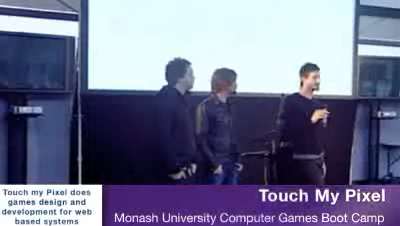 Touch my Pixel does
games design and
development for web
based systems
Touch My Pixel
Monash University Computer Games Boot Camp